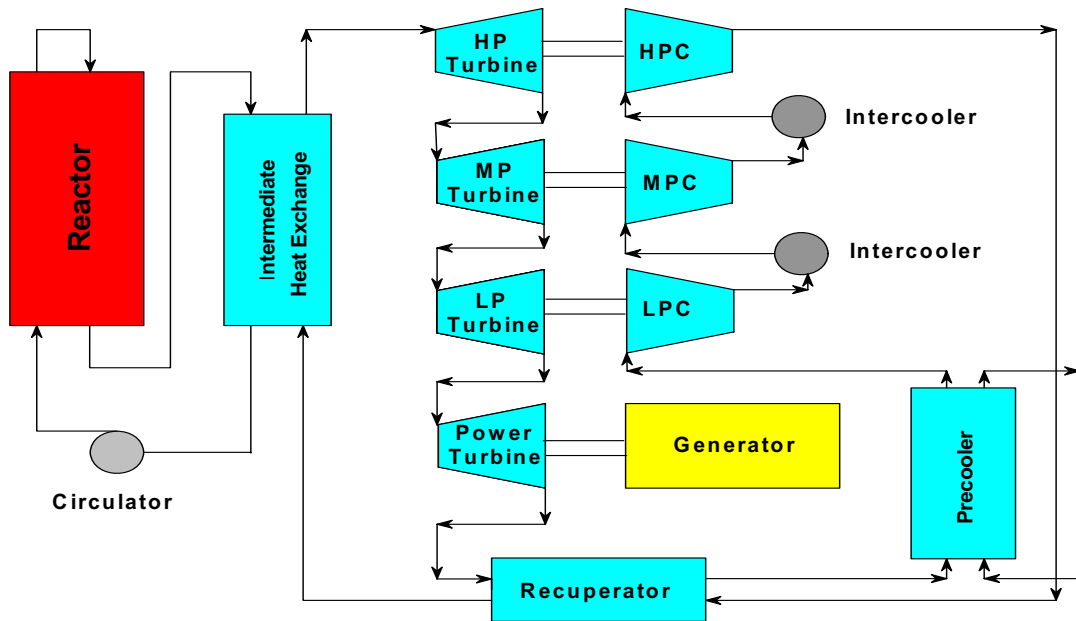 HP
Turbine
HPC
Intercooler
Reactor
Intermediate
Heat Exchange
MP
Turbine
MPC
Intercooler
LP
Turbine
LPC
Power
Turbine
Generator
Precooler
Circulator
Recuperator